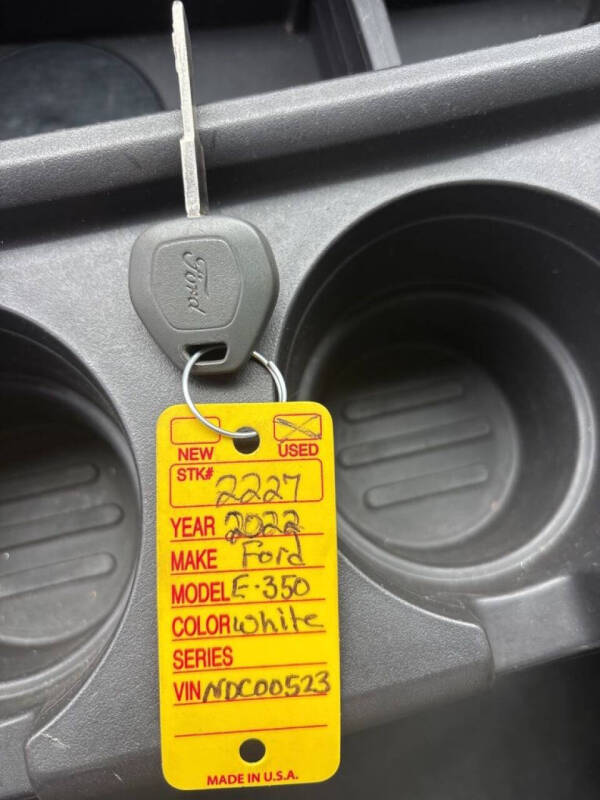 Ford
NEW USED
STK# 2227
YEAR 2022
MAKE Ford
MODEL E-350
COLOR White
SERIES
VIN NDC00523
MADE IN U.S.A.